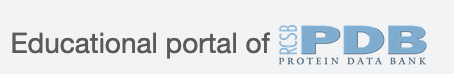 Educational portal of RCSB PDB
PROTEIN DATA BANK